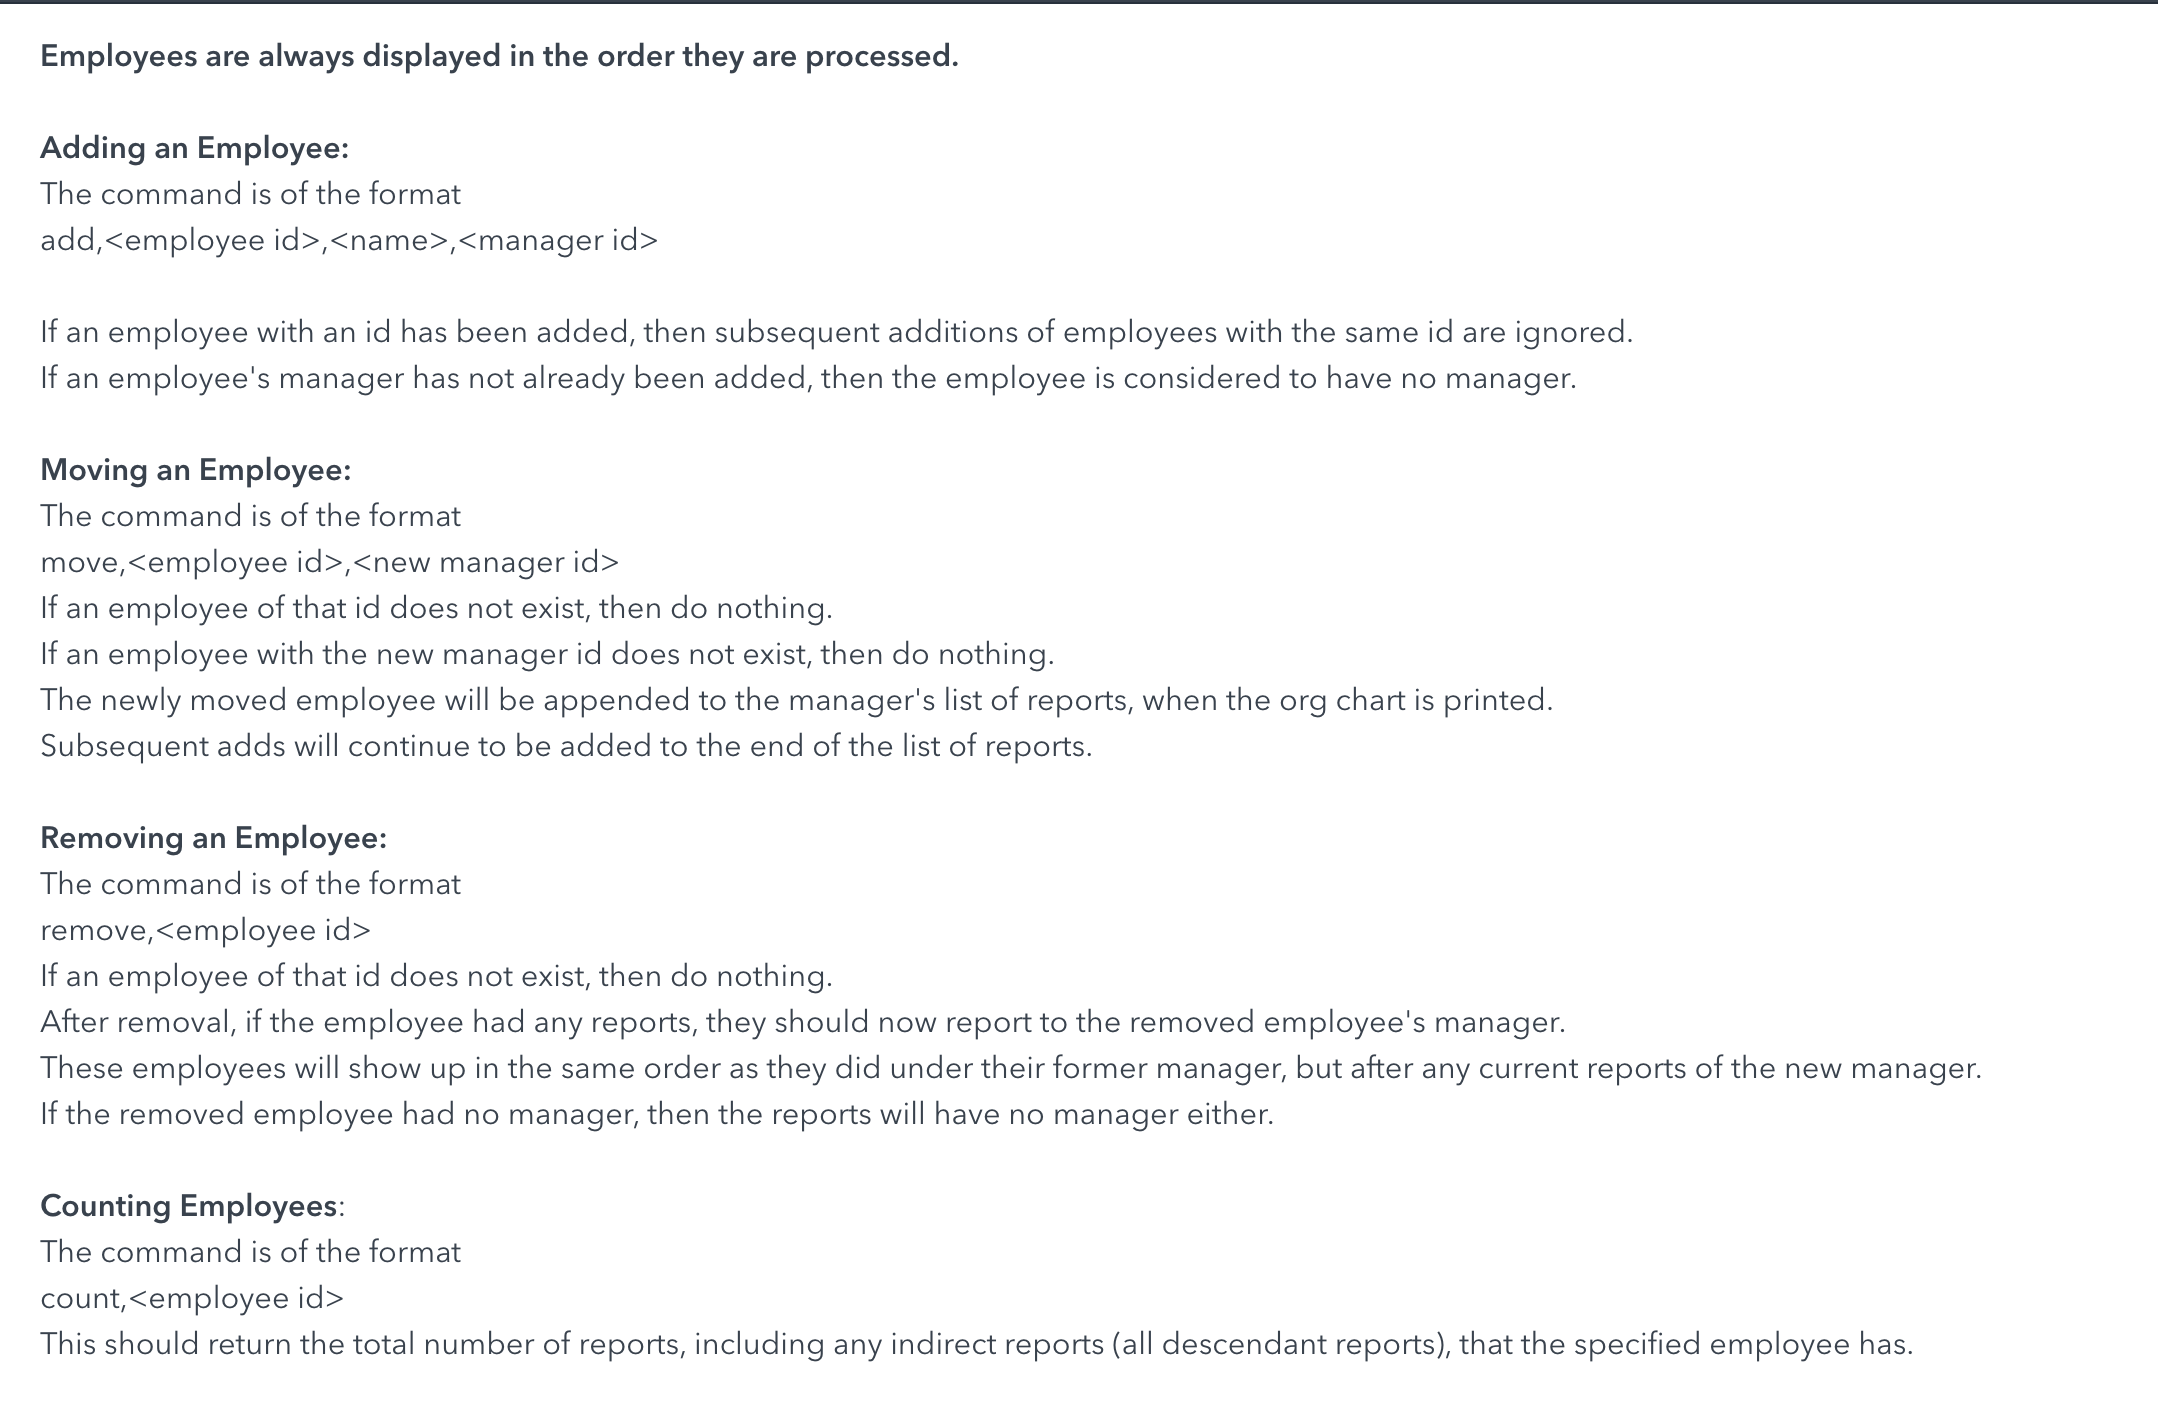 Employees are always displayed in the order they are processed.
Adding an Employee:
The command is of the format
add,<employee id>,<name>,<manager id>
If an employee with an id has been added, then subsequent additions of employees with the same id are ignored.
If an employee's manager has not already been added, then the employee is considered to have no manager.
Moving an Employee:
The command is of the format
move,<employee id>,<new manager id>
If an employee of that id does not exist, then do nothing.
If an employee with the new manager id does not exist, then do nothing.
The newly moved employee will be appended to the manager's list of reports, when the org chart is printed.
Subsequent adds will continue to be added to the end of the list of reports.
Removing an Employee:
The command is of the format
remove,<employee id>
If an employee of that id does not exist, then do nothing.
After removal, if the employee had any reports, they should now report to the removed employee's manager.
These employees will show up in the same order as they did under their former manager, but after any current reports of the new manager.
If the removed employee had no manager, then the reports will have no manager either.
Counting Employees:
The command is of the format
count,<employee id>
This should return the total number of reports, including any indirect reports (all descendant reports), that the specified employee has.